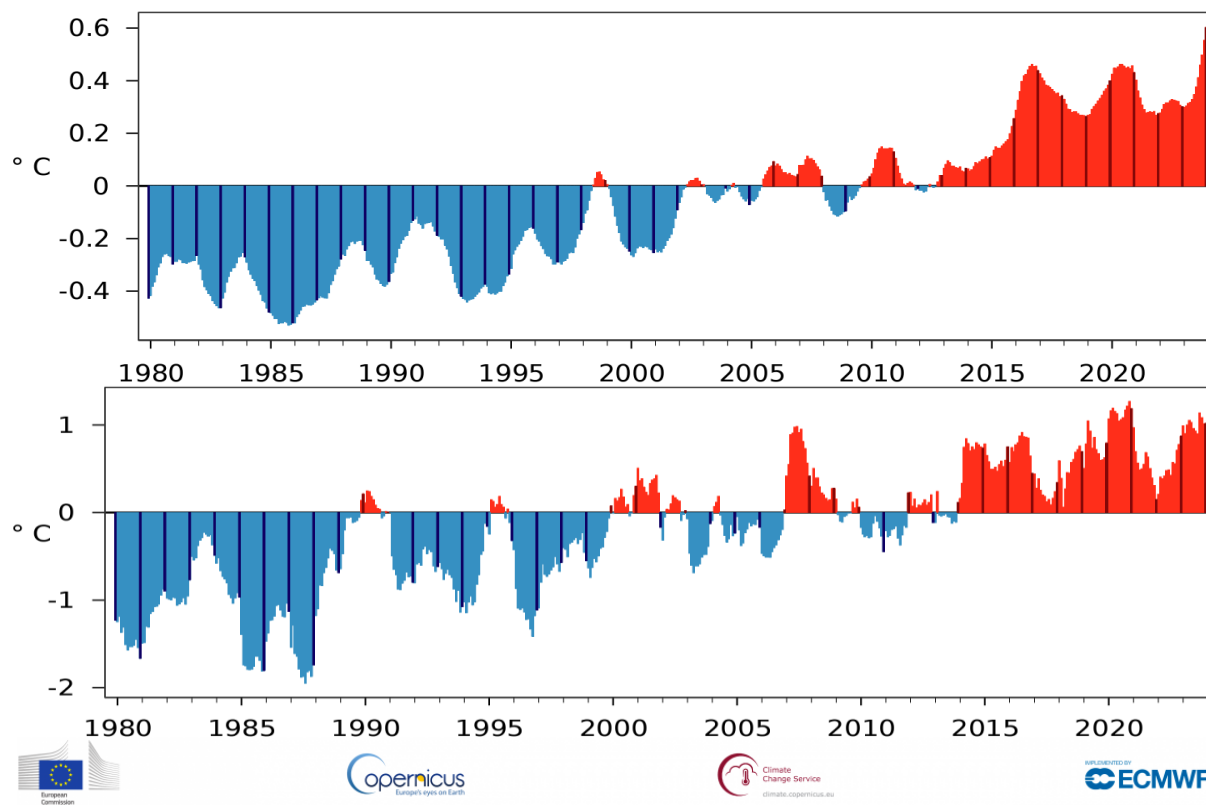 0.6
0.4
0.2
° C
0
-0.2
-0.4
1980 1985 1990 1995 2000 2005 2010 2015 2020
1
0
° C
-1
-2
1980 1985 1990 1995 2000 2005 2010 2015 2020
European
Commission
opernicus
Europe's eyes on Earth
Climate
Change Service
climate.copernicus.eu
IMPLEMENTED BY
ECMWF